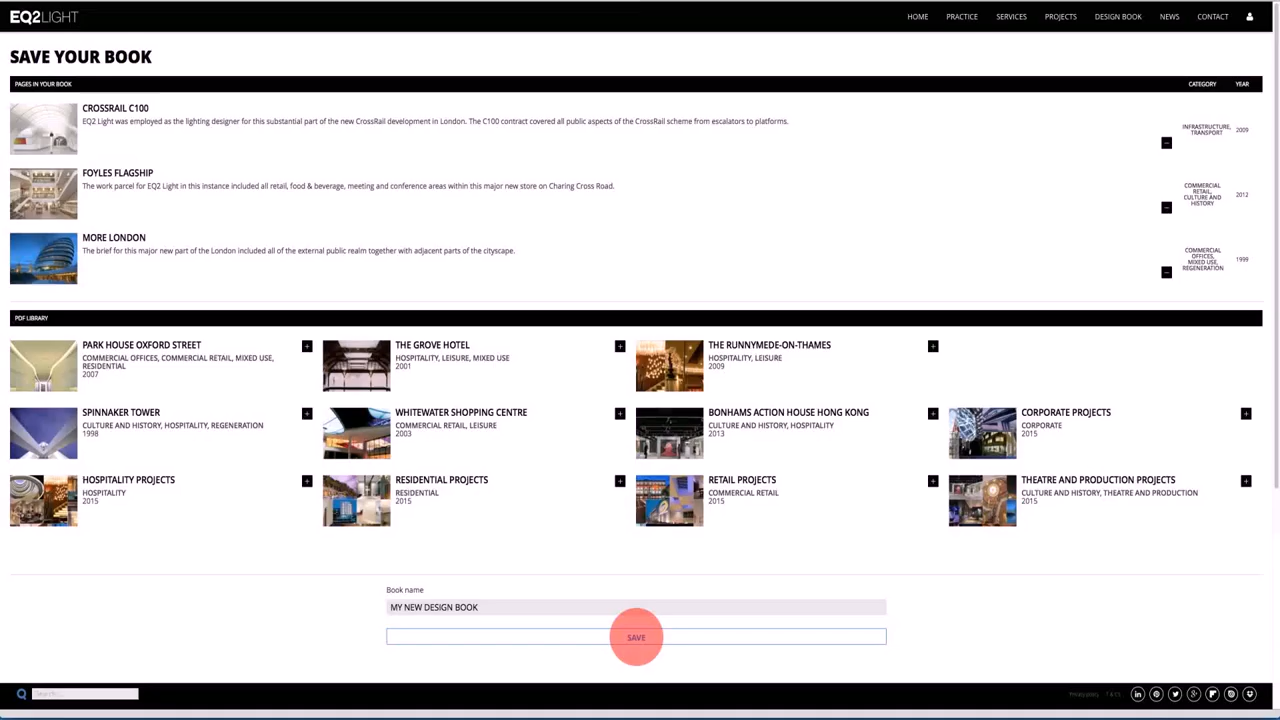 EQ2LIGHT
HOME PRACTICE SERVICES PROJECTS DESIGN BOOK NEWS CONTACT
SAVE YOUR BOOK
PAGES IN YOUR BOOK CATEGORY YEAR
CROSSRAIL C100
EQ2 Light was employed as the lighting designer for this substantial part of the new CrossRail development in London. The C100 contract covered all public aspects of the CrossRail scheme from escalators to platforms.
INFRASTRUCTURE,
TRANSPORT
2009
FOYLES FLAGSHIP
The work parcel for EQ2 Light in this instance included all retail, food & beverage, meeting and conference areas within this major new store on Charing Cross Road.
COMMERCIAL
RETAIL,
CULTURE AND
HISTORY
2012
MORE LONDON
The brief for this major new part of the London included all of the external public realm together with adjacent parts of the cityscape.
COMMERCIAL
OFFICES,
MIXED USE,
REGENERATION
1999
PDF LIBRARY
PARK HOUSE OXFORD STREET
COMMERCIAL OFFICES, COMMERCIAL RETAIL, MIXED USE,
RESIDENTIAL
2007
THE GROVE HOTEL
HOSPITALITY, LEISURE, MIXED USE
2001
THE RUNNYMEDE-ON-THAMES
HOSPITALITY, LEISURE
2009
SPINNAKER TOWER
CULTURE AND HISTORY, HOSPITALITY, REGENERATION
1998
WHITEWATER SHOPPING CENTRE
COMMERCIAL RETAIL, LEISURE
2003
BONHAMS ACTION HOUSE HONG KONG
CULTURE AND HISTORY, HOSPITALITY
2013
CORPORATE PROJECTS
CORPORATE
2015
HOSPITALITY PROJECTS
HOSPITALITY
2015
RESIDENTIAL PROJECTS
RESIDENTIAL
2015
RETAIL PROJECTS
COMMERCIAL RETAIL
2015
THEATRE AND PRODUCTION PROJECTS
CULTURE AND HISTORY, THEATRE AND PRODUCTION
2015
Book name
MY NEW DESIGN BOOK
SAVE
Privacy policy